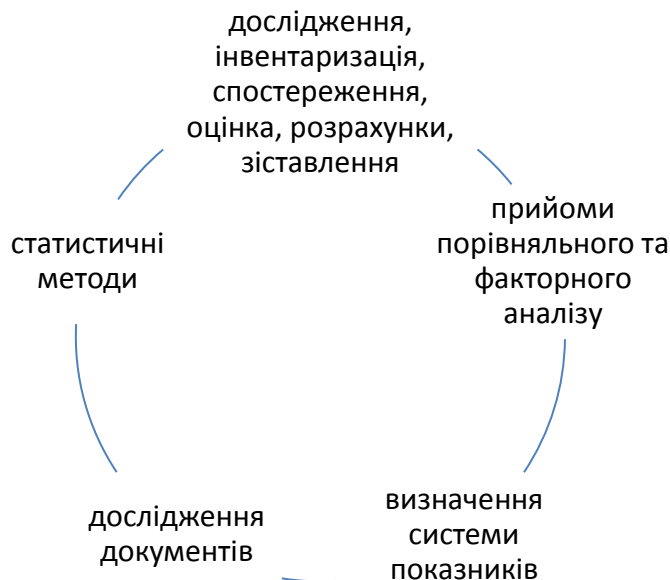 дослідження,
інвентаризація,
спостереження,
оцінка, розрахунки,
зіставлення
прийоми
порівняльного та
факторного
аналізу
визначення
системи
показників
дослідження
документів
статистичні
методи